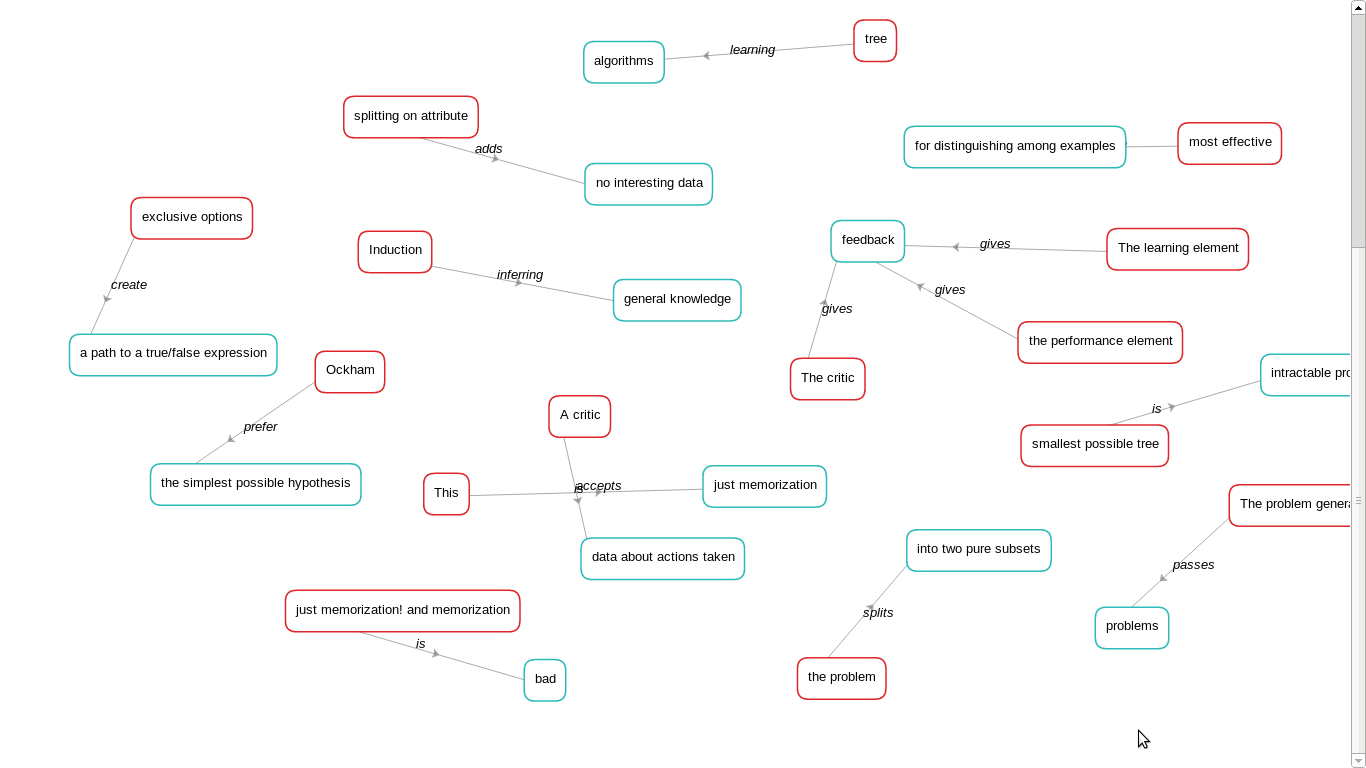 tree
learning
algorithms
splitting on attribute
adds
no interesting data
for distinguishing among examples
most effective
exclusive options
create
a path to a true/false expression
Induction
inferring
general knowledge
feedback
gives
The learning element
gives
the performance element
gives
The critic
Ockham
prefer
the simplest possible hypothesis
intractable pro
is
smallest possible tree
A critic
accepts
data about actions taken
This
is
just memorization
The problem genera
passes
problems
into two pure subsets
splits
the problem
just memorization! and memorization
is
bad